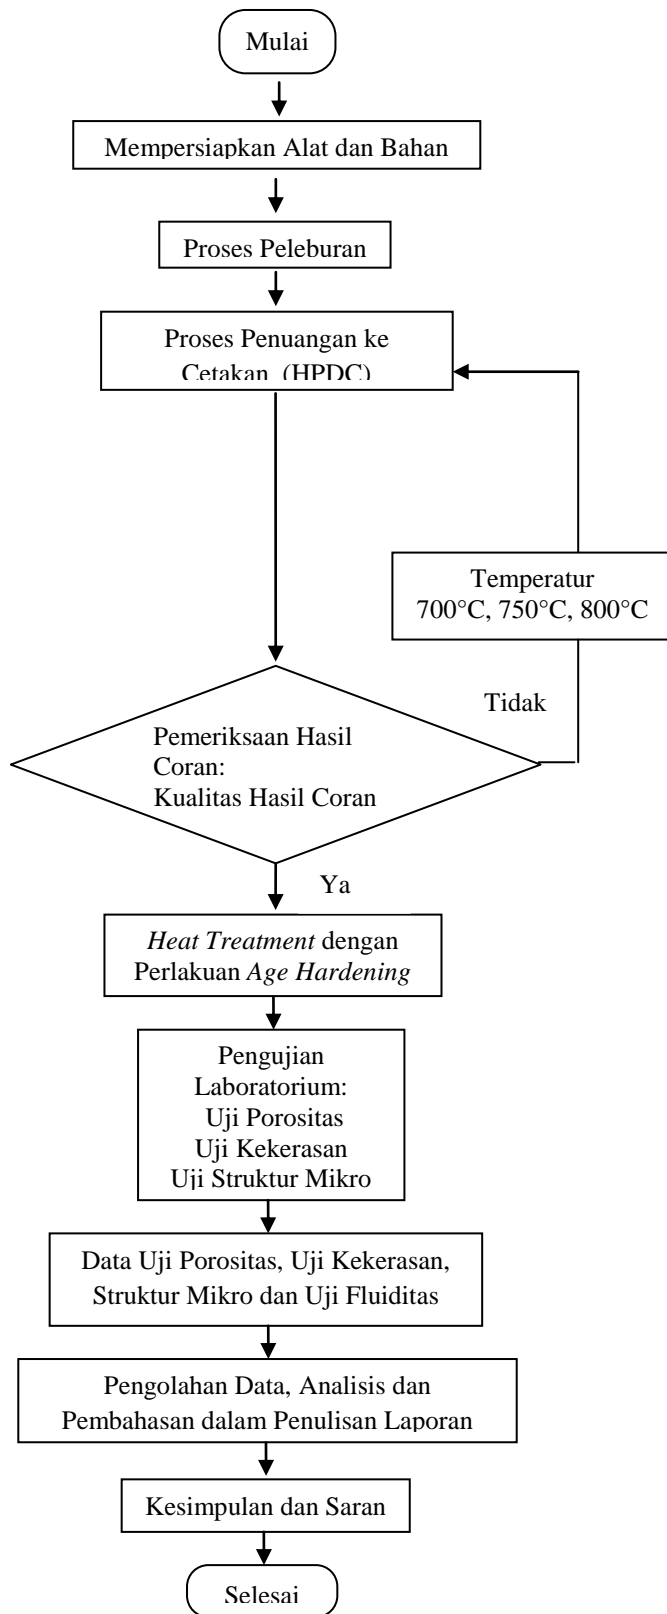 Mulai
Mempersiapkan Alat dan Bahan
Proses Peleburan
Proses Penuangan ke
Cetakan (HPDC)
Temperatur
700°C, 750°C, 800°C
Tidak
Pemeriksaan Hasil
Coran:
Kualitas Hasil Coran
Ya
Heat Treatment dengan
Perlakuan Age Hardening
Pengujian
Laboratorium:
Uji Porositas
Uji Kekerasan
Uji Struktur Mikro
Data Uji Porositas, Uji Kekerasan,
Struktur Mikro dan Uji Fluiditas
Pengolahan Data, Analisis dan
Pembahasan dalam Penulisan Laporan
Kesimpulan dan Saran
Selesai